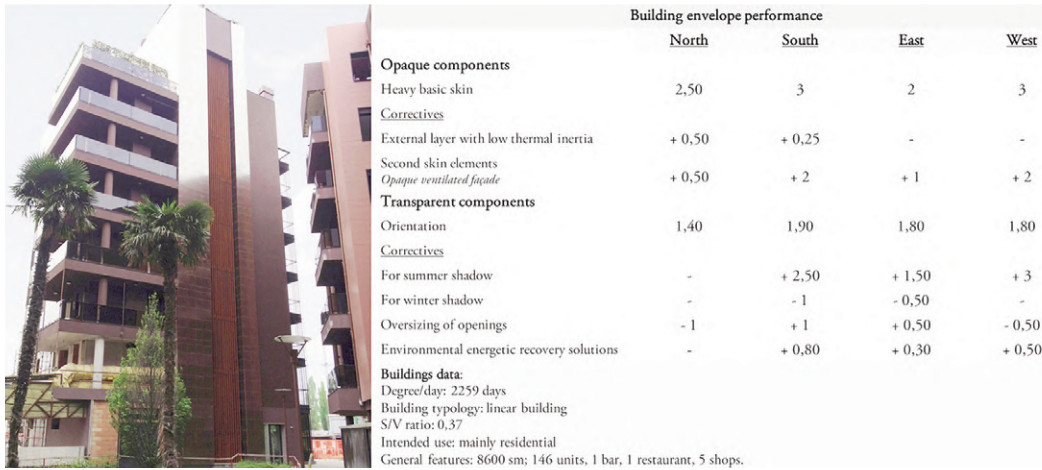 Building envelope performance
North South East West
Opaque components
Heavy basic skin 2,50 3 2 3
Correctives
External layer with low thermal inertia + 0,50 + 0,25 - -
Second skin elements
Opaque ventilated façade + 0,50 + 2 + 1 + 2
Transparent components
Orientation 1,40 1,90 1,80 1,80
Correctives
For summer shadow - + 2,50 + 1,50 + 3
For winter shadow - - 1 - 0,50 -
Oversizing of openings - 1 + 1 + 0,50 - 0,50
Environmental energetic recovery solutions - + 0,80 + 0,30 + 0,50
Buildings data:
Degree/day: 2259 days
Building typology: linear building
S/V ratio: 0,37
Intended use: mainly residential
General features: 8600 sm; 146 units, 1 bar, 1 restaurant, 5 shops.